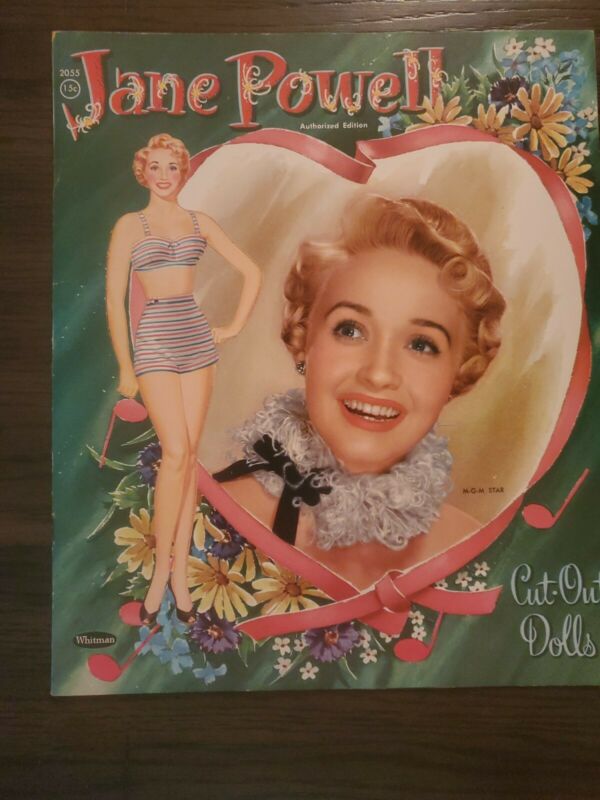 2055
15c
Jane Powell
Authorized Edition
M-G-M STAR
Cut-Out
Dolls
Whitman